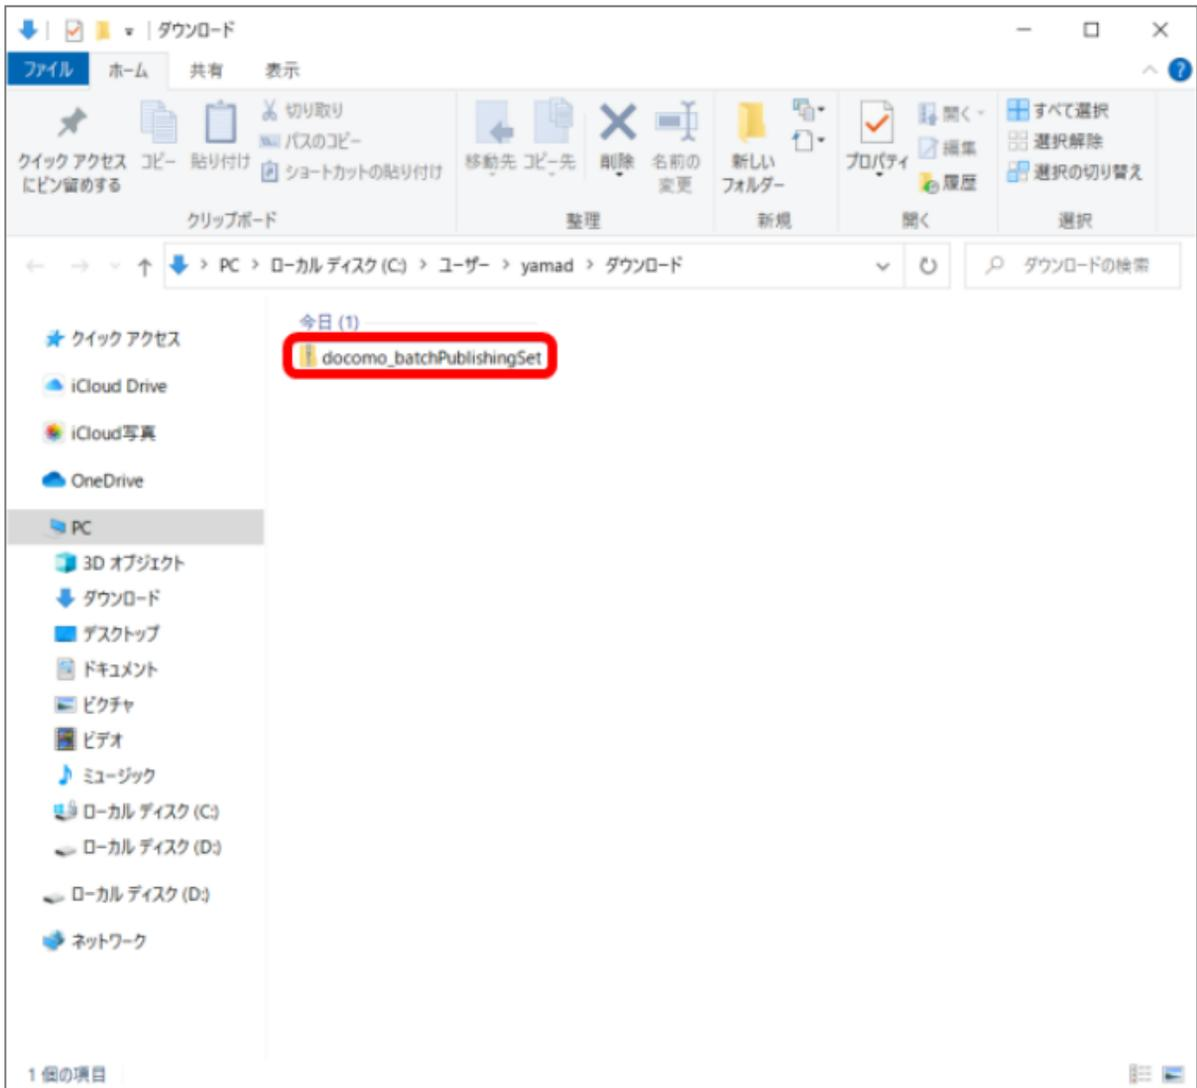 ダウンロード
ファイル ホーム 共有 表示
クイック アクセス
にピン留めする
コピー
貼り付け
切り取り
パスのコピー
ショートカットの貼り付け
クリップボード
移動先
コピー先
削除
名前の
変更
整理
新しい
フォルダー
新規
プロパティ
開く
編集
履歴
開く
すべて選択
選択解除
選択の切り替え
選択
PC > ローカル ディスク (C:) > ユーザー > yamad > ダウンロード
ダウンロードの検索
クイック アクセス
iCloud Drive
iCloud写真
OneDrive
PC
3D オブジェクト
ダウンロード
デスクトップ
ドキュメント
ピクチャ
ビデオ
ミュージック
ローカル ディスク (C:)
ローカル ディスク (D:)
ローカル ディスク (D:)
ネットワーク
今日 (1)
docomo_batchPublishingSet
1 個の項目